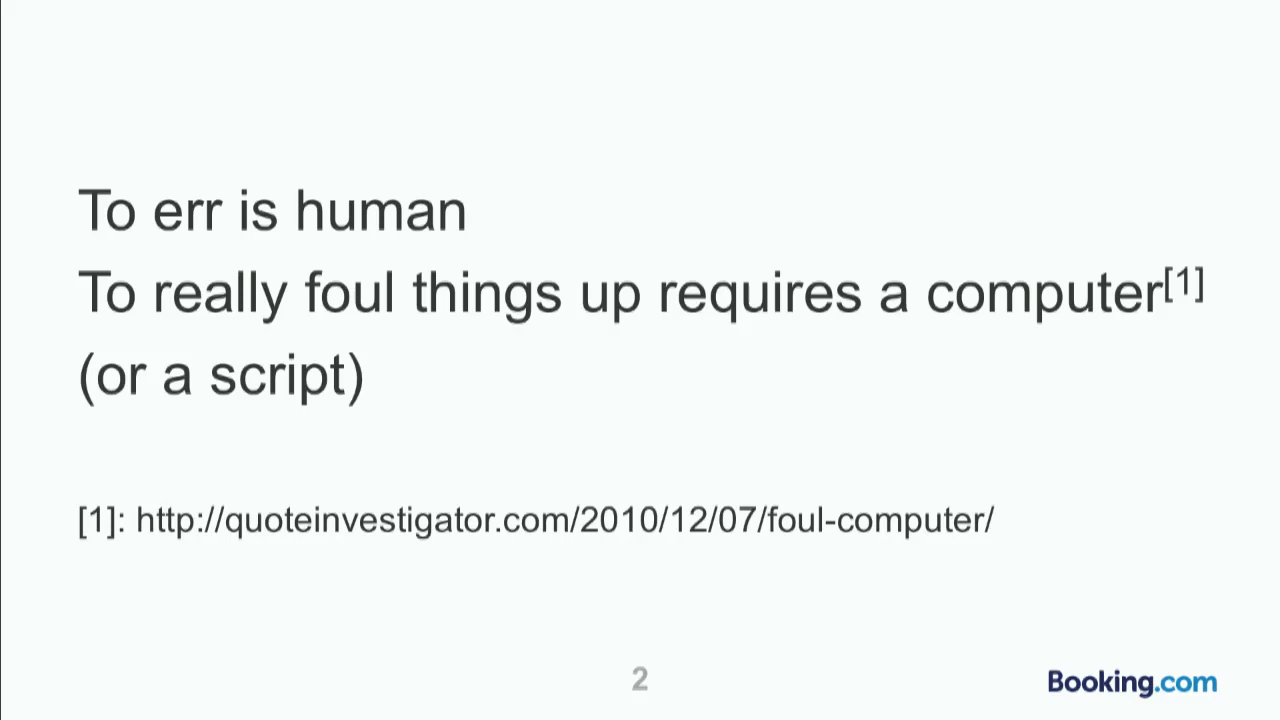 To err is human
To really foul things up requires a computer[1]
(or a script)
[1]: http://quoteinvestigator.com/2010/12/07/foul-computer/
2
Booking.com